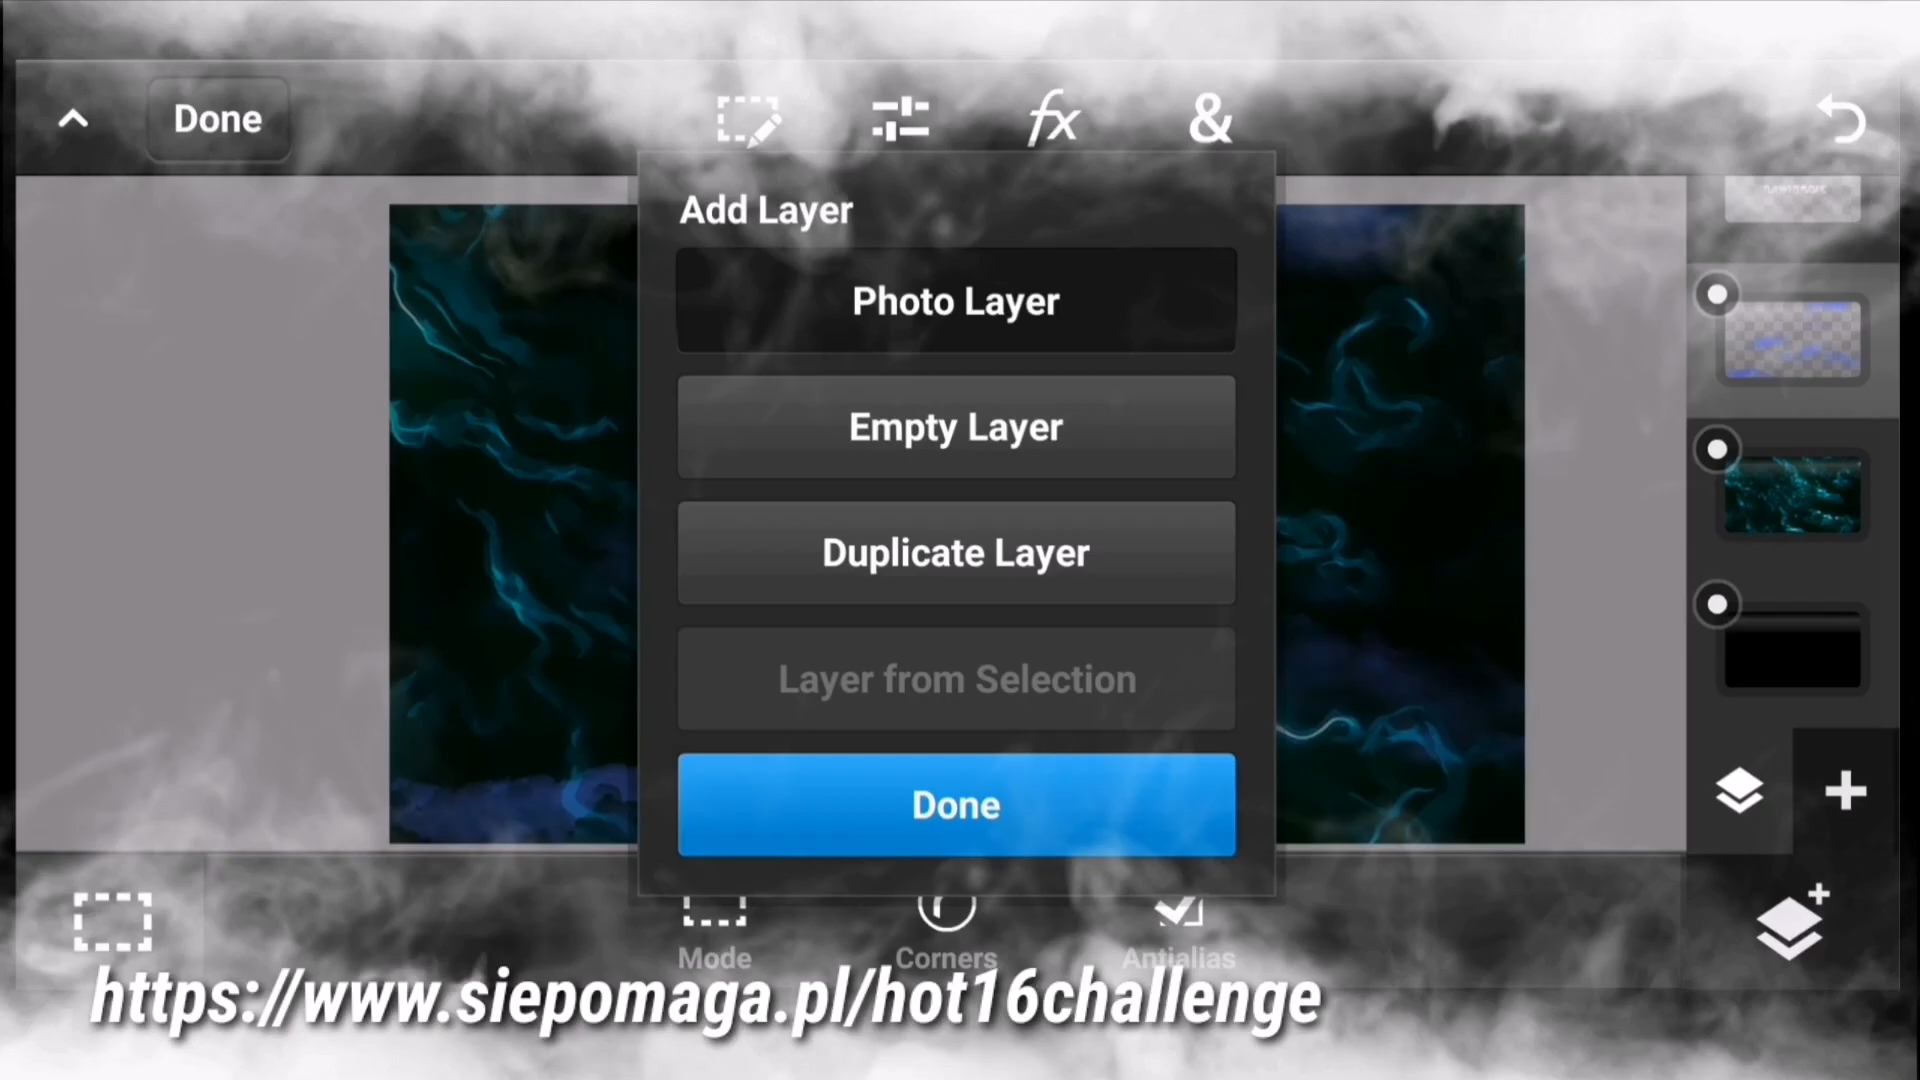 Done
fx
&
Add Layer
Photo Layer
Empty Layer
Duplicate Layer
Layer from Selection
Done
Mode
Corners
Antialias
https://www.siepomaga.pl/hot16challenge